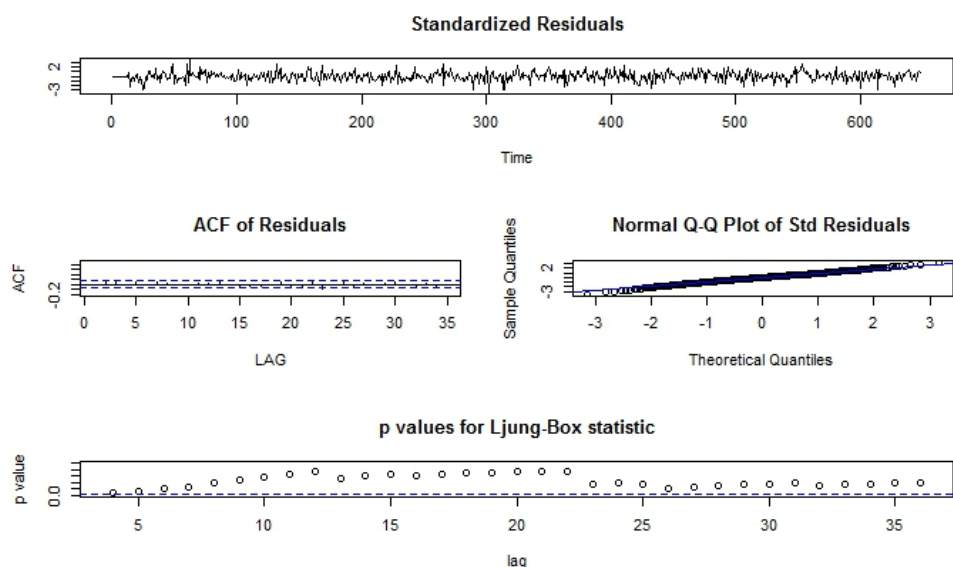 Standardized Residuals
2
-3
0 100 200 300 400 500 600
Time
ACF of Residuals
ACF
-0.2
0 5 10 15 20 25 30 35
LAG
Normal Q-Q Plot of Std Residuals
Sample Quantiles
2
-3
-3 -2 -1 0 1 2 3
Theoretical Quantiles
p values for Ljung-Box statistic
p value
0.0
5 10 15 20 25 30 35
lag